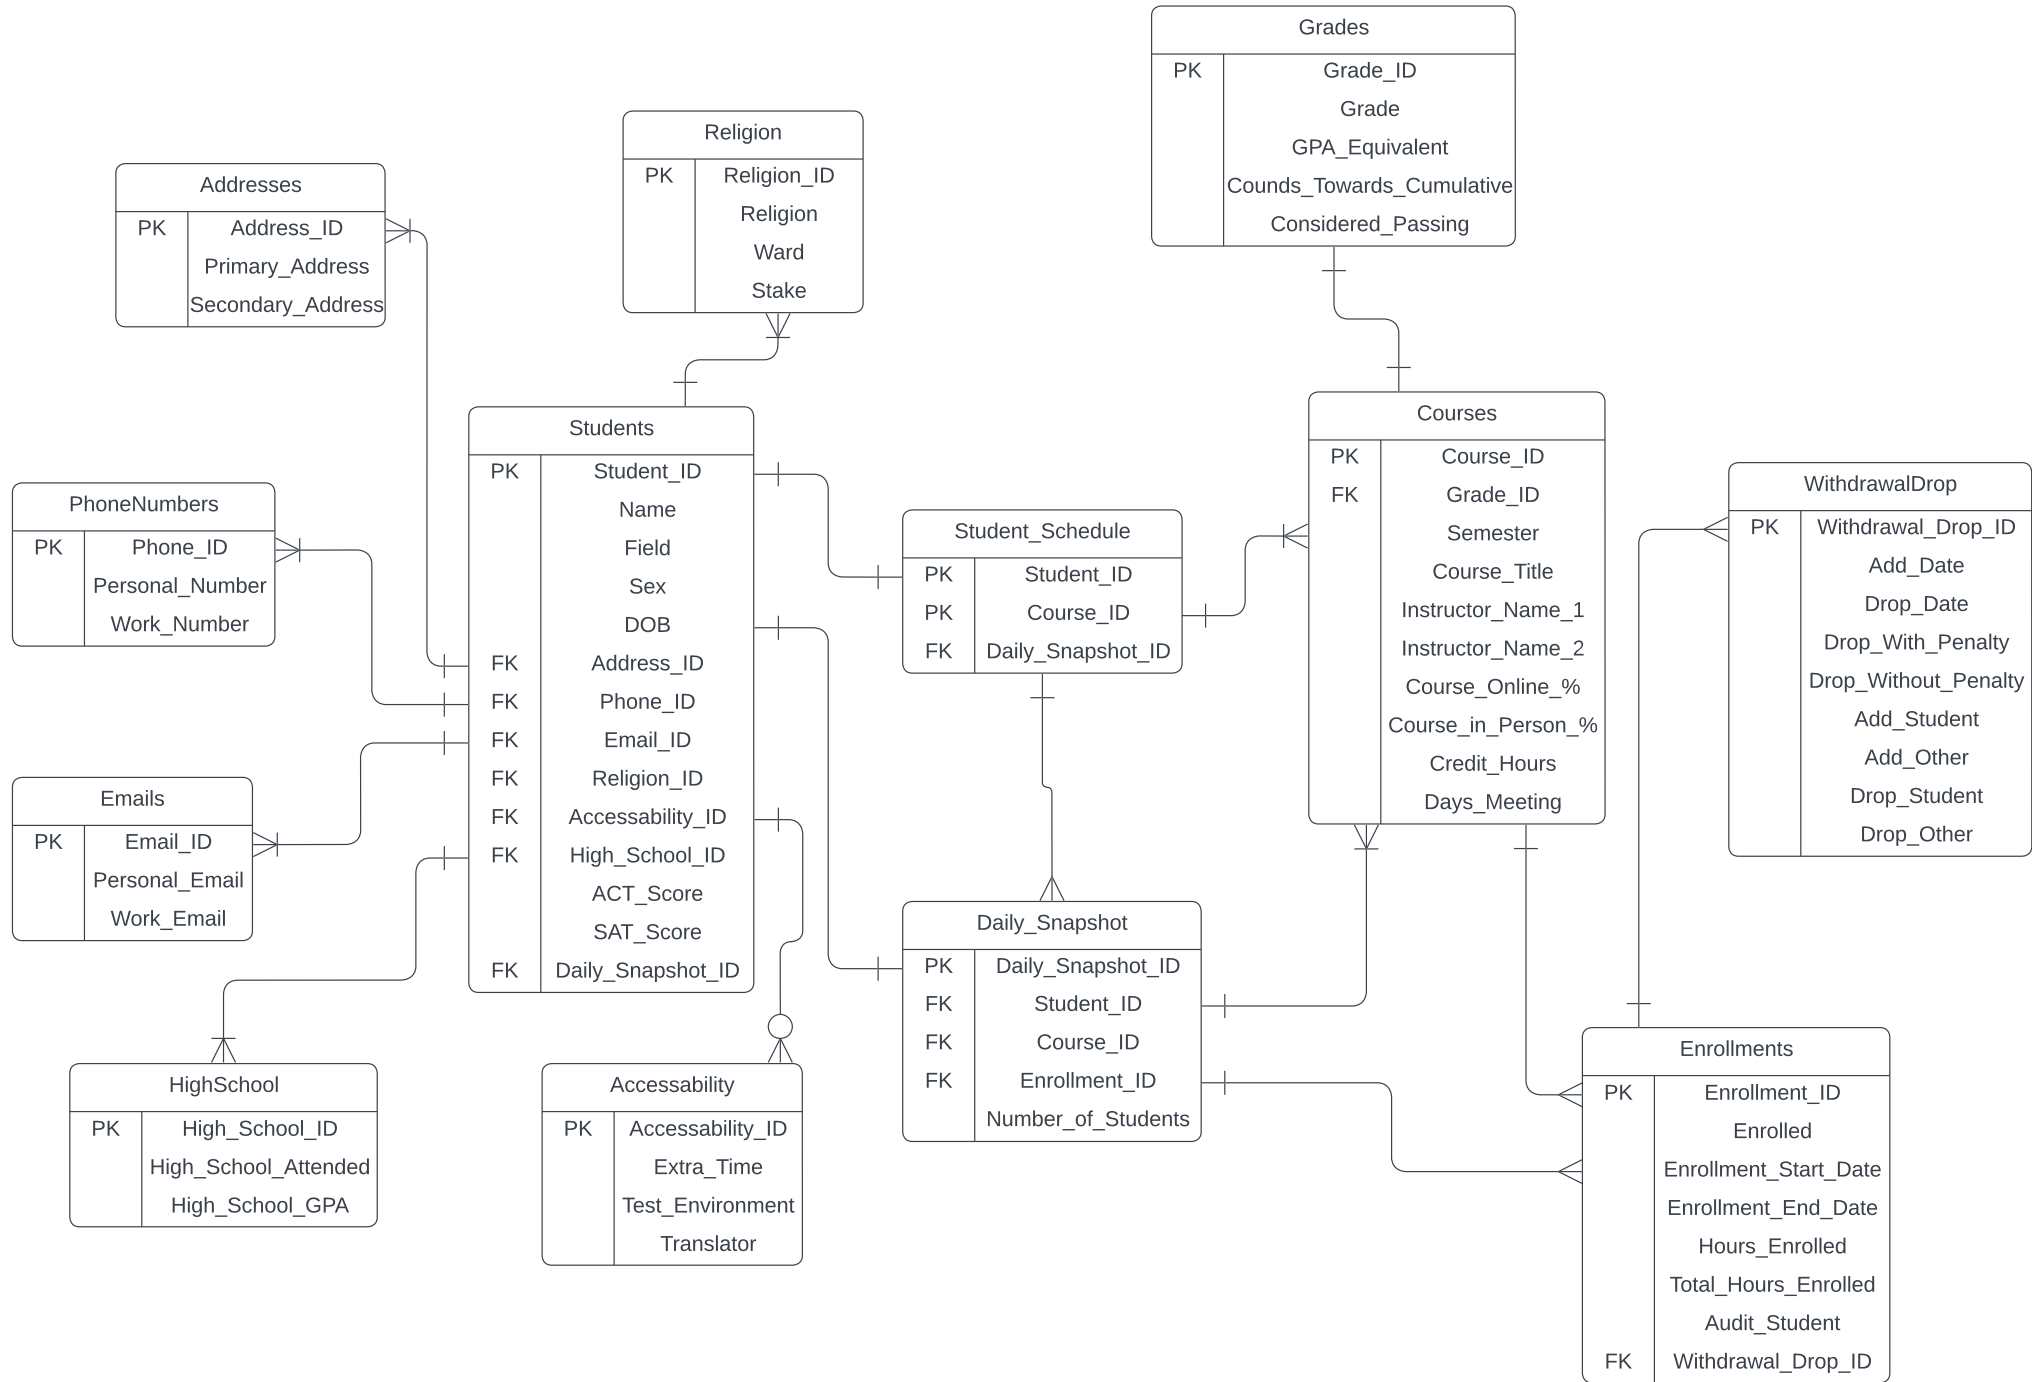 Grades
PK Grade_ID
Grade
GPA_Equivalent
Counds_Towards_Cumulative
Considered_Passing
Religion
PK Religion_ID
Religion
Ward
Stake
Addresses
PK Address_ID
Primary_Address
Secondary_Address
Students
PK Student_ID
Name
Field
Sex
DOB
FK Address_ID
FK Phone_ID
FK Email_ID
FK Religion_ID
FK Accessability_ID
FK High_School_ID
ACT_Score
SAT_Score
FK Daily_Snapshot_ID
PhoneNumbers
PK Phone_ID
Personal_Number
Work_Number
Emails
PK Email_ID
Personal_Email
Work_Email
HighSchool
PK High_School_ID
High_School_Attended
High_School_GPA
Accessability
PK Accessability_ID
Extra_Time
Test_Environment
Translator
Student_Schedule
PK Student_ID
PK Course_ID
FK Daily_Snapshot_ID
Daily_Snapshot
PK Daily_Snapshot_ID
FK Student_ID
FK Course_ID
FK Enrollment_ID
Number_of_Students
Courses
PK Course_ID
FK Grade_ID
Semester
Course_Title
Instructor_Name_1
Instructor_Name_2
Course_Online_%
Course_in_Person_%
Credit_Hours
Days_Meeting
WithdrawalDrop
PK Withdrawal_Drop_ID
Add_Date
Drop_Date
Drop_With_Penalty
Drop_Without_Penalty
Add_Student
Add_Other
Drop_Student
Drop_Other
Enrollments
PK Enrollment_ID
Enrolled
Enrollment_Start_Date
Enrollment_End_Date
Hours_Enrolled
Total_Hours_Enrolled
Audit_Student
FK Withdrawal_Drop_ID